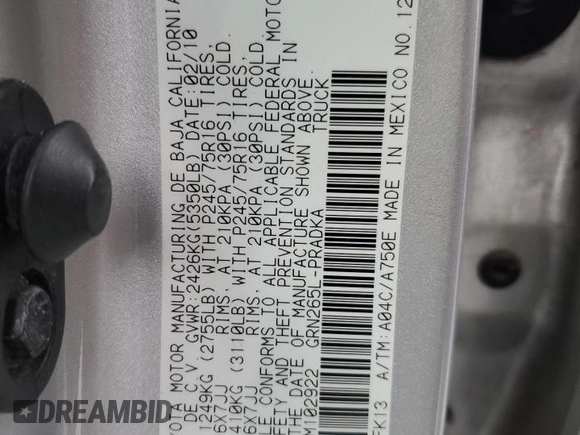 YOTA MOTOR MANUFACTURING DE BAJA CALIFORNIA
DE C V GVWR:2426KG(5350LB) DATE:02/10
1249KG (2755LB) WITH P245/75R16 TIRES,
6X7JJ RIMS, AT 210KPA (30PSI) COLD.
410KG (3110LB) WITH P245/75R16 TIRES,
6X7JJ RIMS, AT 210KPA (30PSI) COLD.
LE CONFORMS TO ALL APPLICABLE FEDERAL MOTO
FETY AND THEFT PREVENTION STANDARDS IN
THE DATE OF MANUFACTURE SHOWN ABOVE.
M102922 GRN265L-PRADKA TRUCK
FK13 A/TM:A04C/A750E MADE IN MEXICO NO.12
DREAMBID